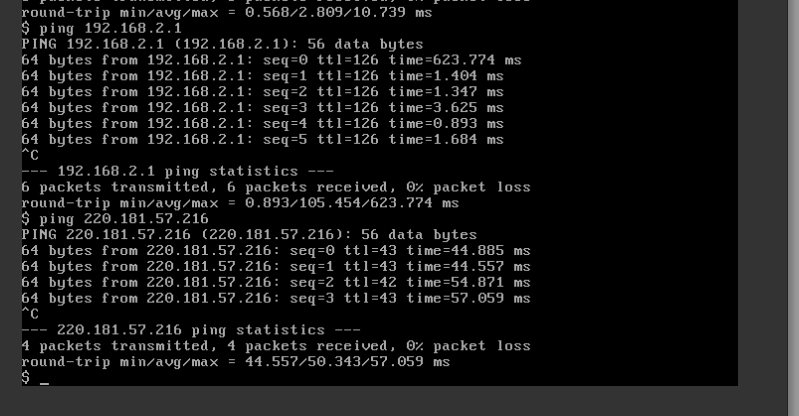 round-trip min/avg/max = 0.568/2.809/10.739 ms
$ ping 192.168.2.1
PING 192.168.2.1 (192.168.2.1): 56 data bytes
64 bytes from 192.168.2.1: seq=0 ttl=126 time=623.774 ms
64 bytes from 192.168.2.1: seq=1 ttl=126 time=1.404 ms
64 bytes from 192.168.2.1: seq=2 ttl=126 time=1.347 ms
64 bytes from 192.168.2.1: seq=3 ttl=126 time=3.625 ms
64 bytes from 192.168.2.1: seq=4 ttl=126 time=0.893 ms
64 bytes from 192.168.2.1: seq=5 ttl=126 time=1.684 ms
^C
--- 192.168.2.1 ping statistics ---
6 packets transmitted, 6 packets received, 0% packet loss
round-trip min/avg/max = 0.893/105.454/623.774 ms
$ ping 220.181.57.216
PING 220.181.57.216 (220.181.57.216): 56 data bytes
64 bytes from 220.181.57.216: seq=0 ttl=43 time=44.885 ms
64 bytes from 220.181.57.216: seq=1 ttl=43 time=44.557 ms
64 bytes from 220.181.57.216: seq=2 ttl=42 time=54.871 ms
64 bytes from 220.181.57.216: seq=3 ttl=43 time=57.059 ms
^C
--- 220.181.57.216 ping statistics ---
4 packets transmitted, 4 packets received, 0% packet loss
round-trip min/avg/max = 44.557/50.343/57.059 ms
$ _